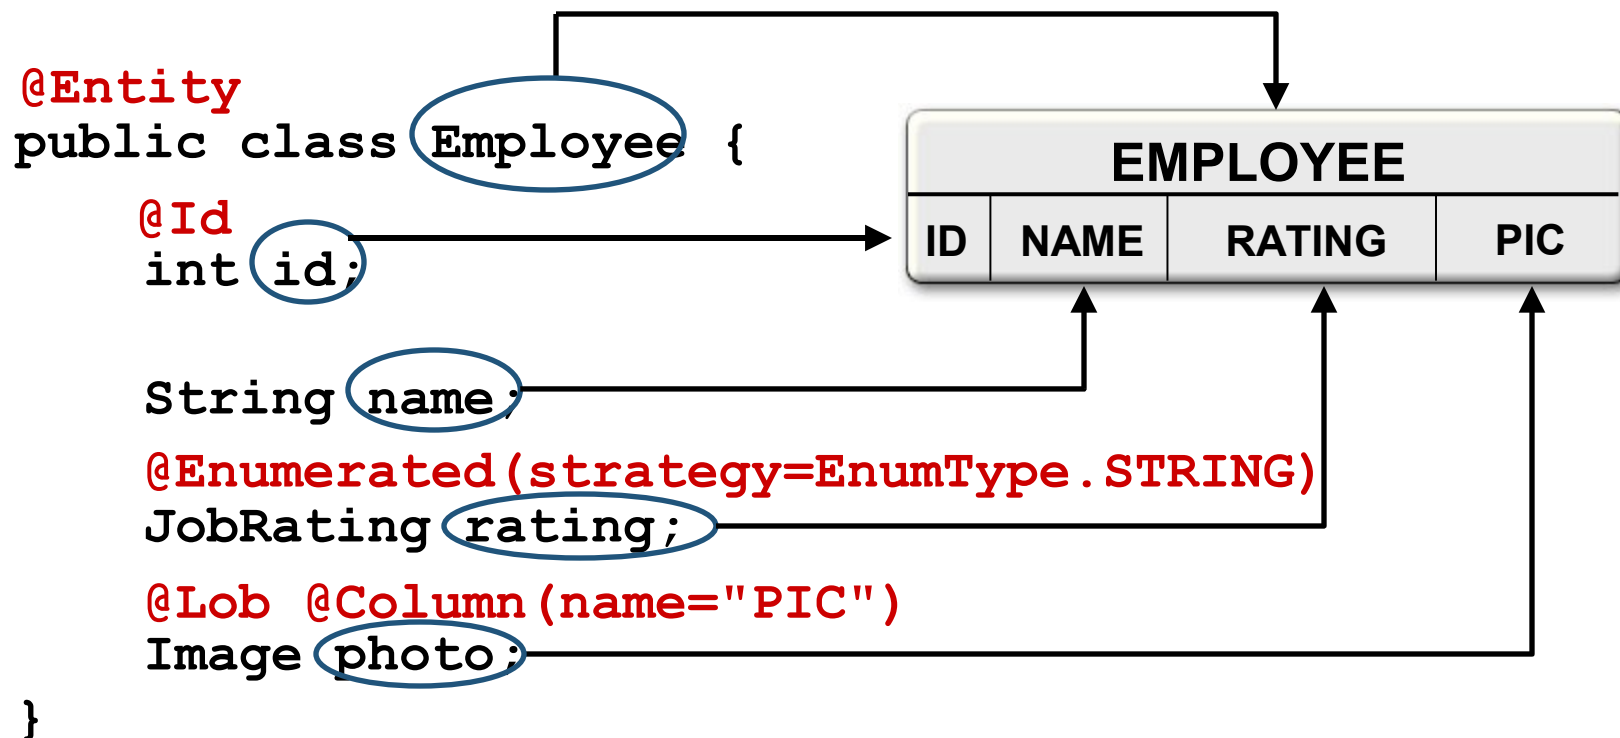 @Entity
public class Employee {
@Id
int id;
String name;
@Enumerated(strategy=EnumType.STRING)
JobRating rating;
@Lob @Column(name="PIC")
Image photo;
}
EMPLOYEE
ID NAME RATING PIC